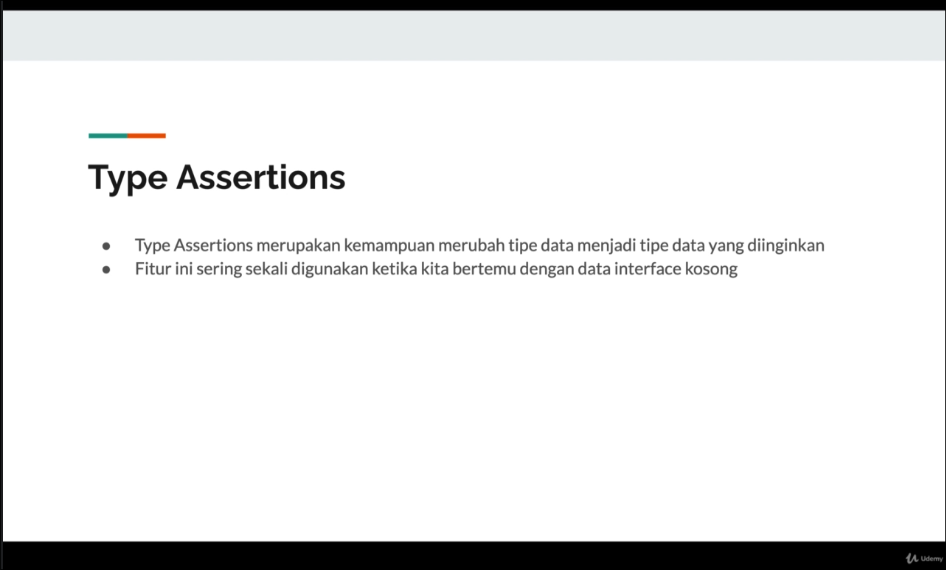 Type Assertions
● Type Assertions merupakan kemampuan merubah tipe data menjadi tipe data yang diinginkan
● Fitur ini sering sekali digunakan ketika kita bertemu dengan data interface kosong
Udemy